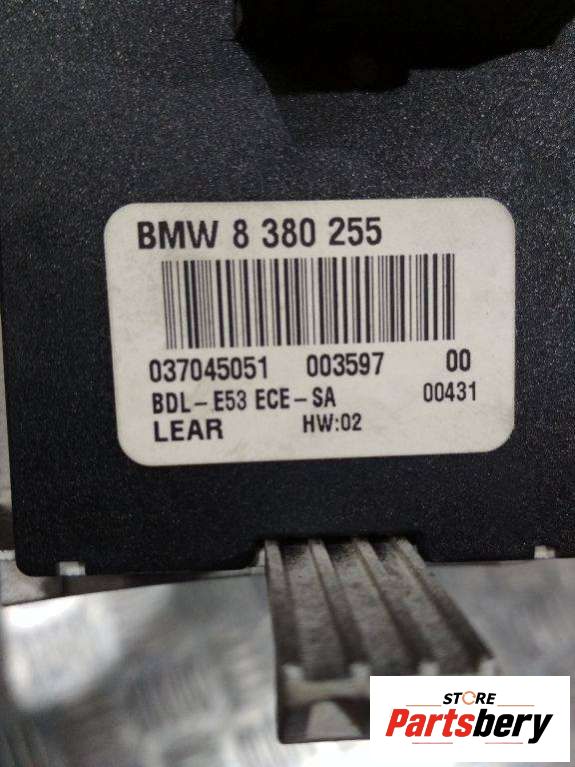 BMW 8 380 255
037045051 003597 00
BDL-E53 ECE-SA 00431
LEAR HW:02
STORE
Partsbery